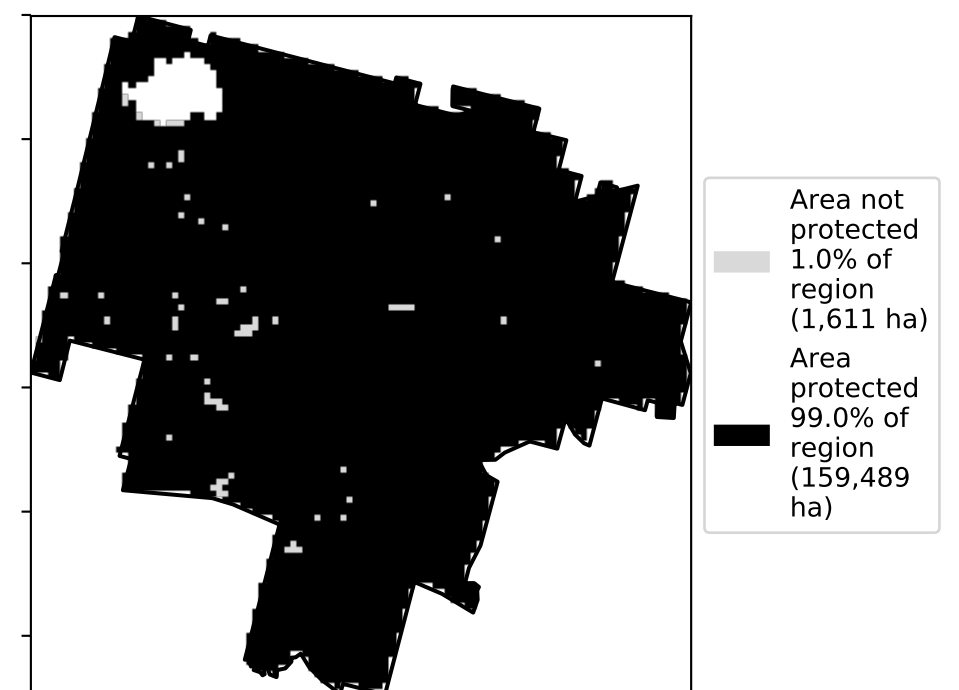 Area not
protected
1.0% of
region
(1,611 ha)
Area
protected
99.0% of
region
(159,489
ha)